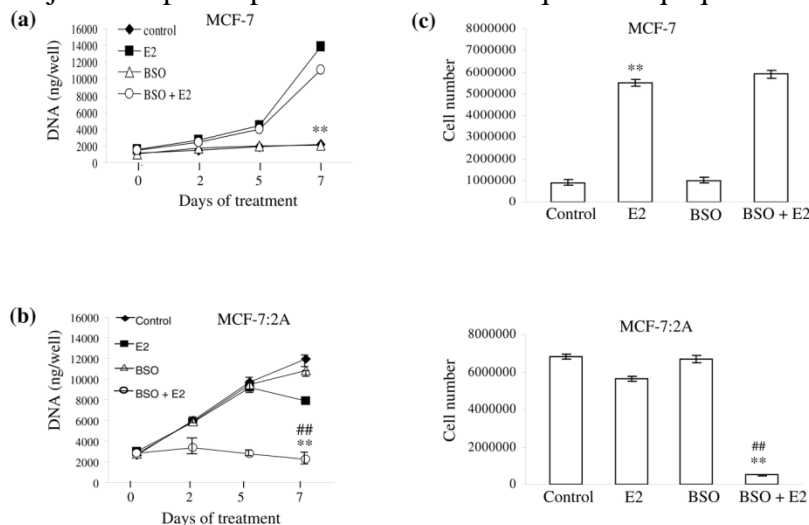 (a)
MCF-7
control
E2
BSO
BSO + E2
DNA (ng/well)
16000
14000
12000
10000
8000
6000
4000
2000
0
**
0 2 5 7
Days of treatment
(c)
MCF-7
Cell number
8000000
7000000
6000000
5000000
4000000
3000000
2000000
1000000
0
**
Control E2 BSO BSO + E2
(b)
MCF-7:2A
Control
E2
BSO
BSO + E2
DNA (ng/well)
16000
14000
12000
10000
8000
6000
4000
2000
0
##
**
0 2 5 7
Days of treatment
MCF-7:2A
Cell number
8000000
6000000
4000000
2000000
0
##
**
Control E2 BSO BSO + E2